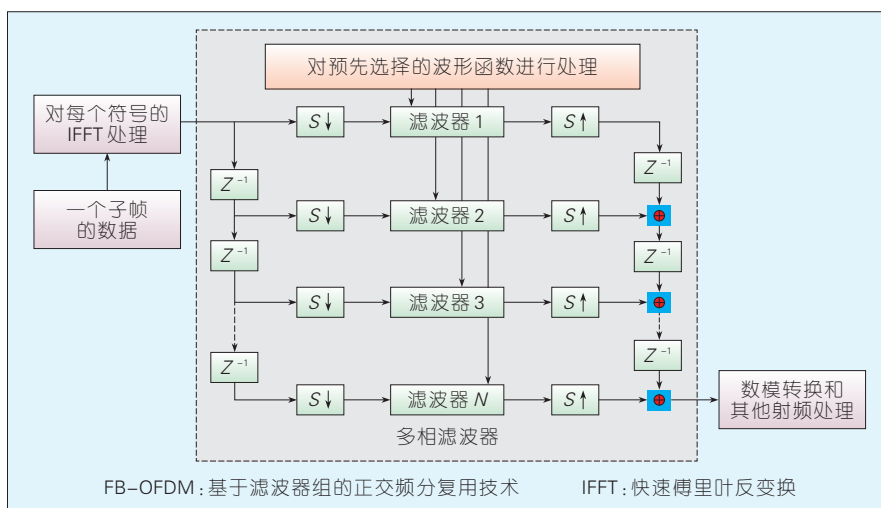 对预先选择的波形函数进行处理
对每个符号的
IFFT 处理
S↓
滤波器 1
S↑
Z⁻¹
Z⁻¹
一个子帧
的数据
S↓
滤波器 2
S↑
Z⁻¹
Z⁻¹
S↓
滤波器 3
S↑
Z⁻¹
Z⁻¹
S↓
滤波器 N
S↑
数模转换和
其他射频处理
多相滤波器
FB-OFDM:基于滤波器组的正交频分复用技术 IFFT:快速傅里叶反变换